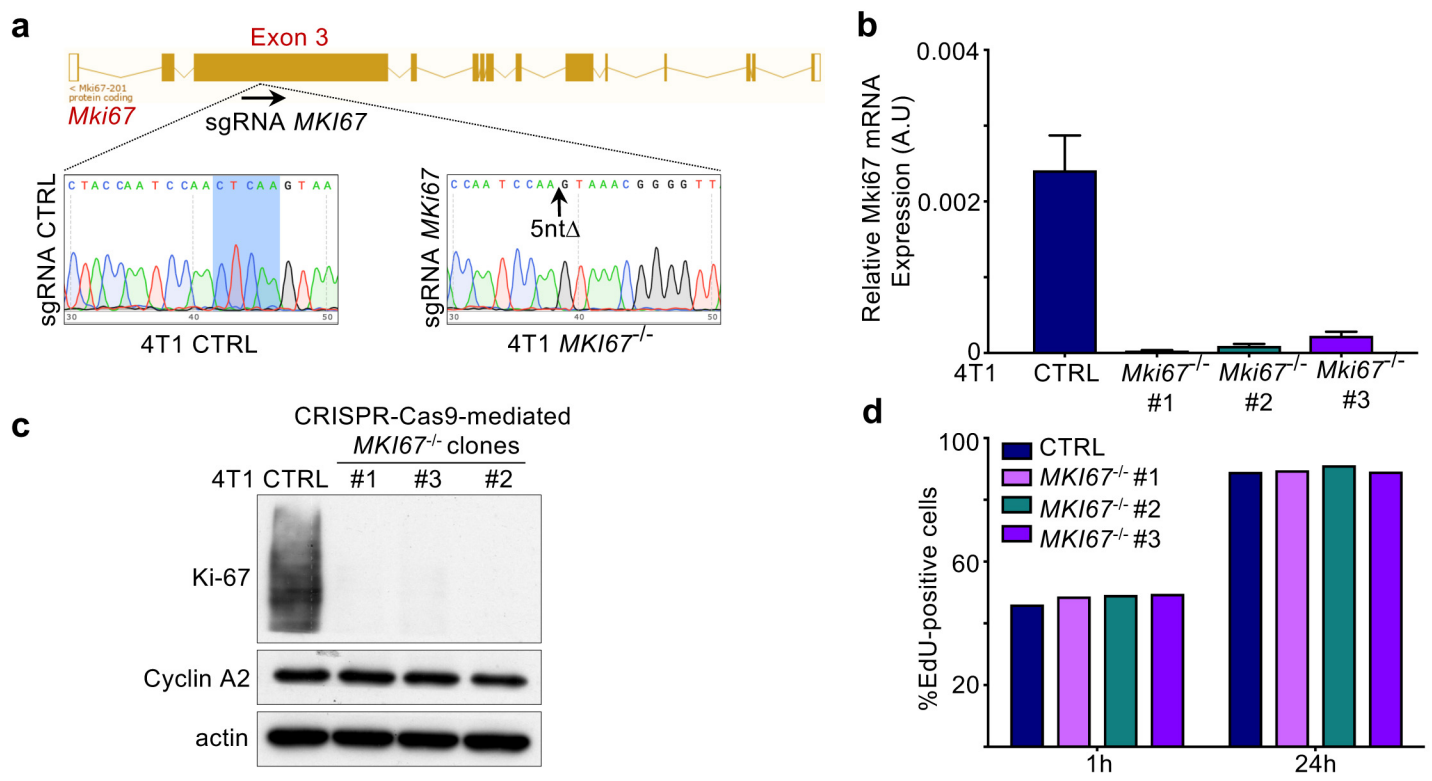 a
Exon 3
< Mki67-201
protein coding
Mki67
sgRNA MKI67
sgRNA CTRL
C T A C C A A T C C A A C T C A A G T A A
30 40 50
4T1 CTRL
sgRNA MKi67
C C A A T C C A A G T A A A C G G G G T T
5nt∆
30 40 50
4T1 MKI67-/-
b
Relative Mki67 mRNA
Expression (A.U)
0.004
0.002
0
4T1 CTRL Mki67-/- Mki67-/- Mki67-/-
#1 #2 #3
c
CRISPR-Cas9-mediated
MKI67-/- clones
4T1 CTRL #1 #3 #2
Ki-67
Cyclin A2
actin
d
%EdU-positive cells
100
60
20
CTRL
MKI67-/- #1
MKI67-/- #2
MKI67-/- #3
1h 24h